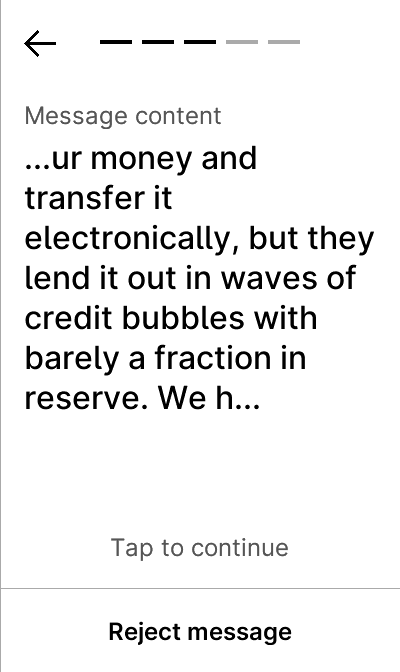 Message content
...ur money and
transfer it
electronically, but they
lend it out in waves of
credit bubbles with
barely a fraction in
reserve. We h...
Tap to continue
Reject message